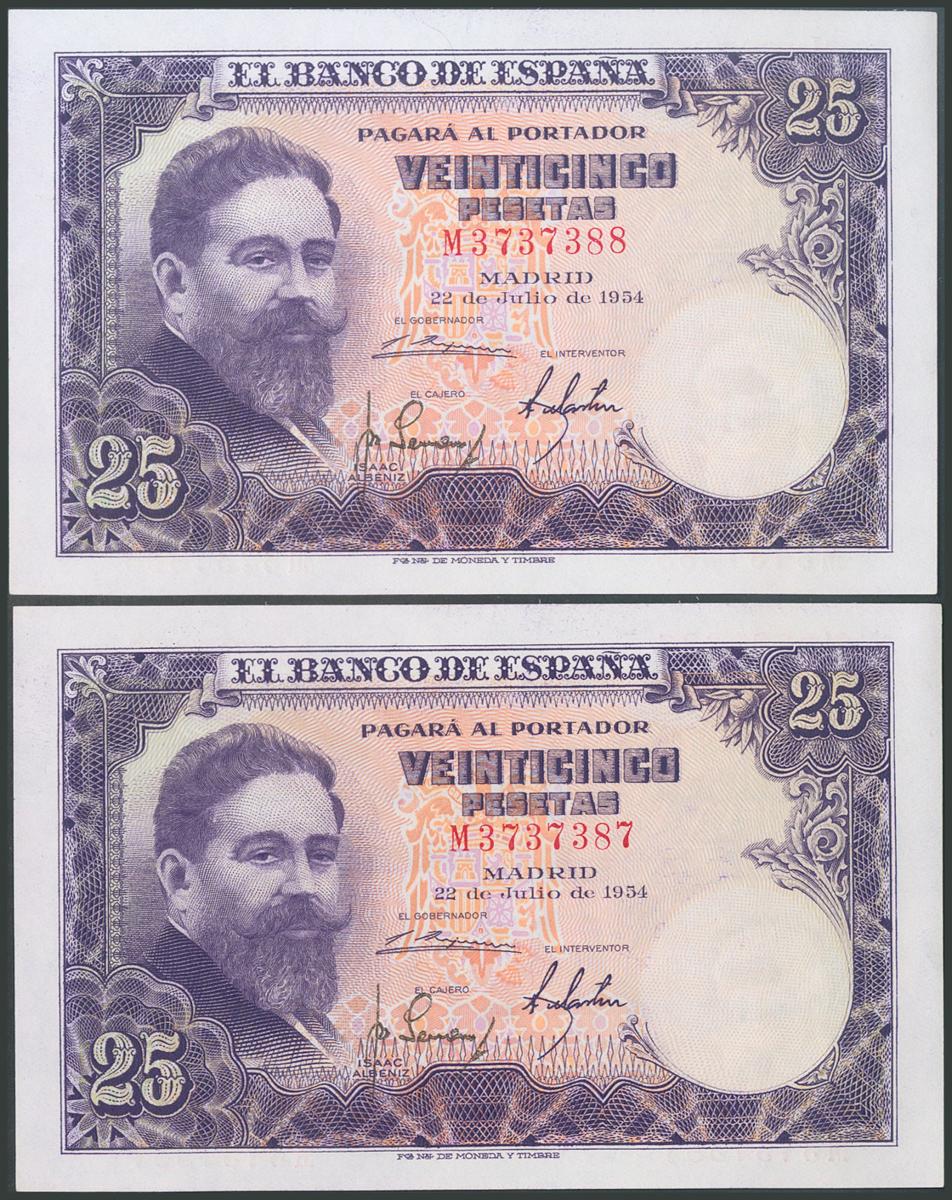 EL BANCO DE ESPAÑA
25
PAGARÁ AL PORTADOR
VEINTICINCO
PESETAS
M3737388
MADRID
22 de Julio de 1954
EL GOBERNADOR
EL INTERVENTOR
EL CAJERO
25
ISAAC
ALBENIZ
FCA NAL DE MONEDA Y TIMBRE
EL BANCO DE ESPAÑA
25
PAGARÁ AL PORTADOR
VEINTICINCO
PESETAS
M3737387
MADRID
22 de Julio de 1954
EL GOBERNADOR
EL INTERVENTOR
EL CAJERO
25
ISAAC
ALBENIZ
FCA NAL DE MONEDA Y TIMBRE